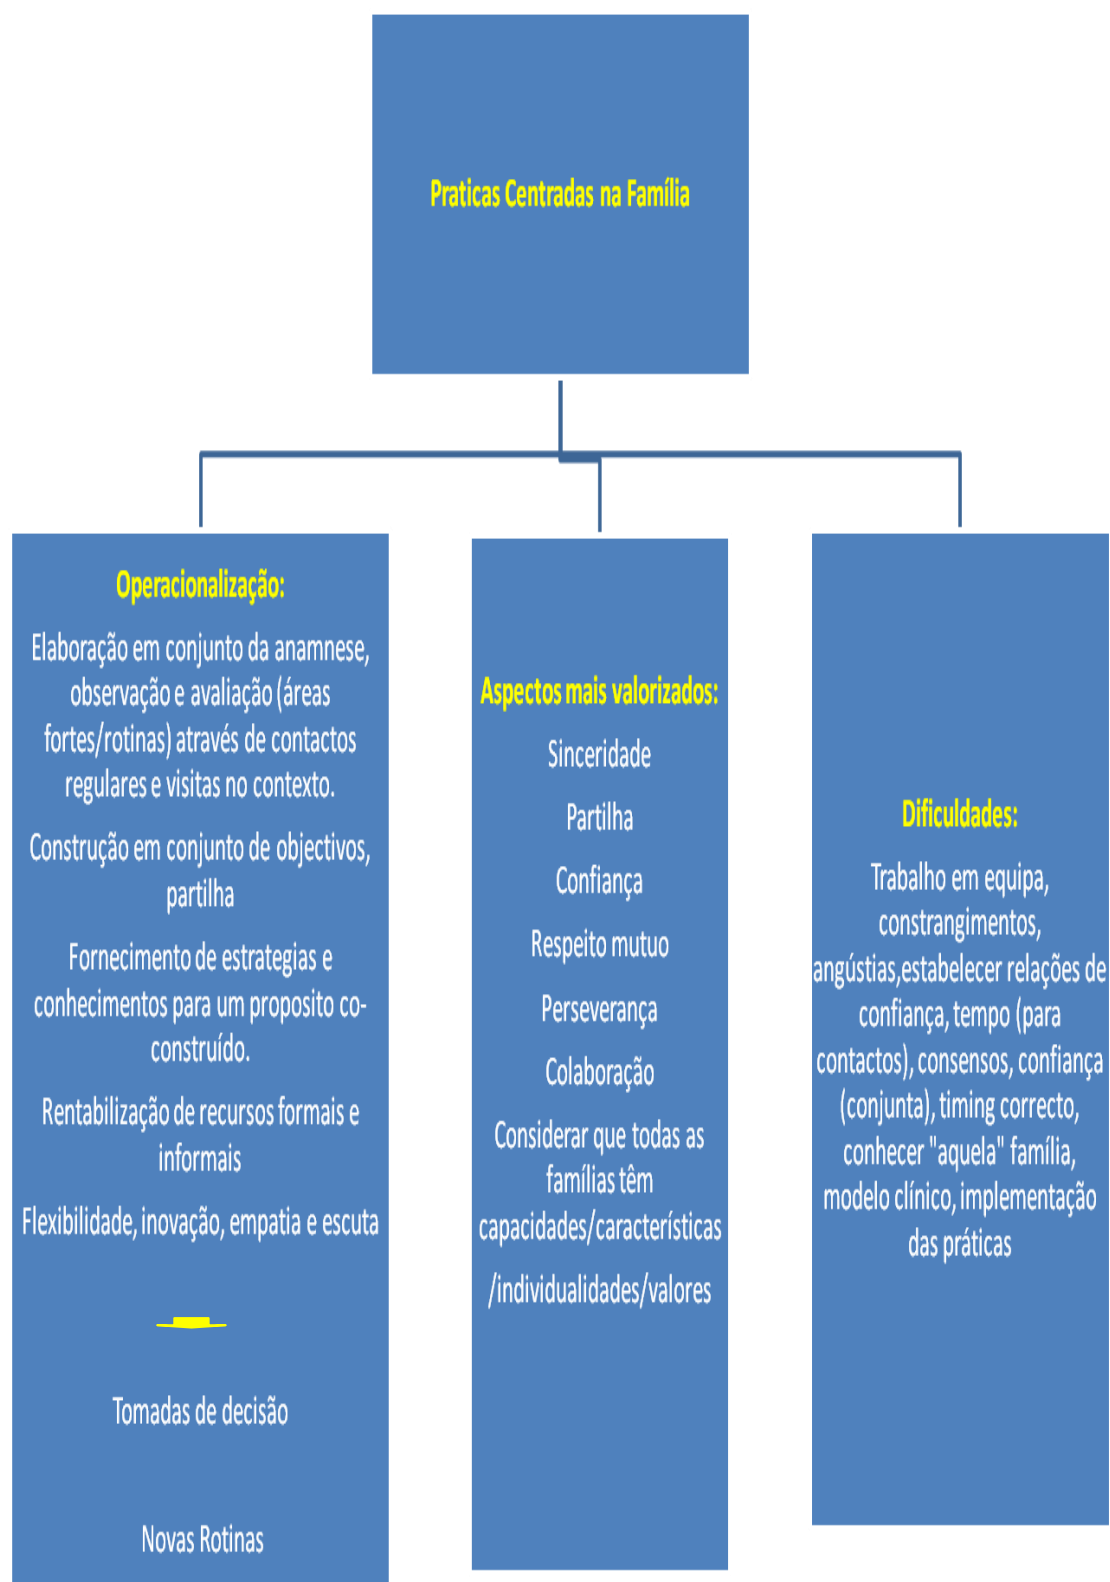 Praticas Centradas na Família
Operacionalização:
Elaboração em conjunto da anamnese,
observação e avaliação (áreas
fortes/rotinas) através de contactos
regulares e visitas no contexto.
Construção em conjunto de objectivos,
partilha
Fornecimento de estrategias e
conhecimentos para um proposito co-
construído.
Rentabilização de recursos formais e
informais
Flexibilidade, inovação, empatia e escuta
Tomadas de decisão
Novas Rotinas
Aspectos mais valorizados:
Sinceridade
Partilha
Confiança
Respeito mutuo
Perseverança
Colaboração
Considerar que todas as
famílias têm
capacidades/características
/individualidades/valores
Dificuldades:
Trabalho em equipa,
constrangimentos,
angústias,estabelecer relações de
confiança, tempo (para
contactos), consensos, confiança
(conjunta), timing correcto,
conhecer "aquela" família,
modelo clínico, implementação
das práticas